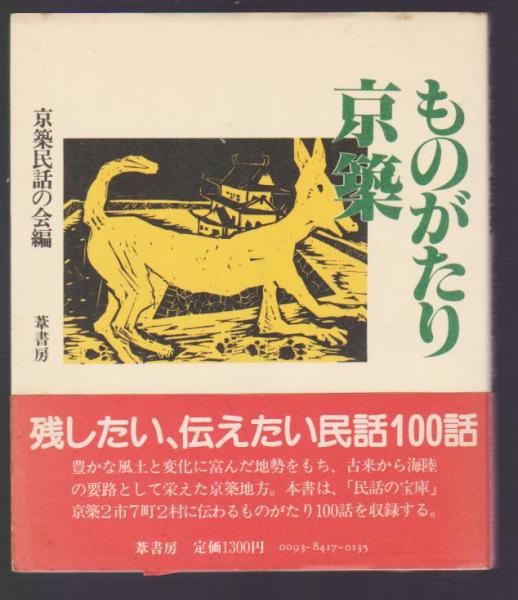 ものがたり
京築
京築民話の会編
葦書房
残したい、伝えたい民話100話
豊かな風土と変化に富んだ地勢をもち、古来から海陸
の要路として栄えた京築地方。本書は、「民話の宝庫」
京築2市7町2村に伝わるものがたり100話を収録する。
葦書房 定価1300円 0093-8417-0135